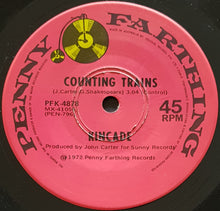 PENNY FARTHING
COUNTING TRAINS
(J.Carter/G.Shakespeare) 3.04 (Control)
PFK-4878
45
RPM
KINCADE
Produced by John Carter for Sunny Records
℗ 1972 Penny Farthing Records